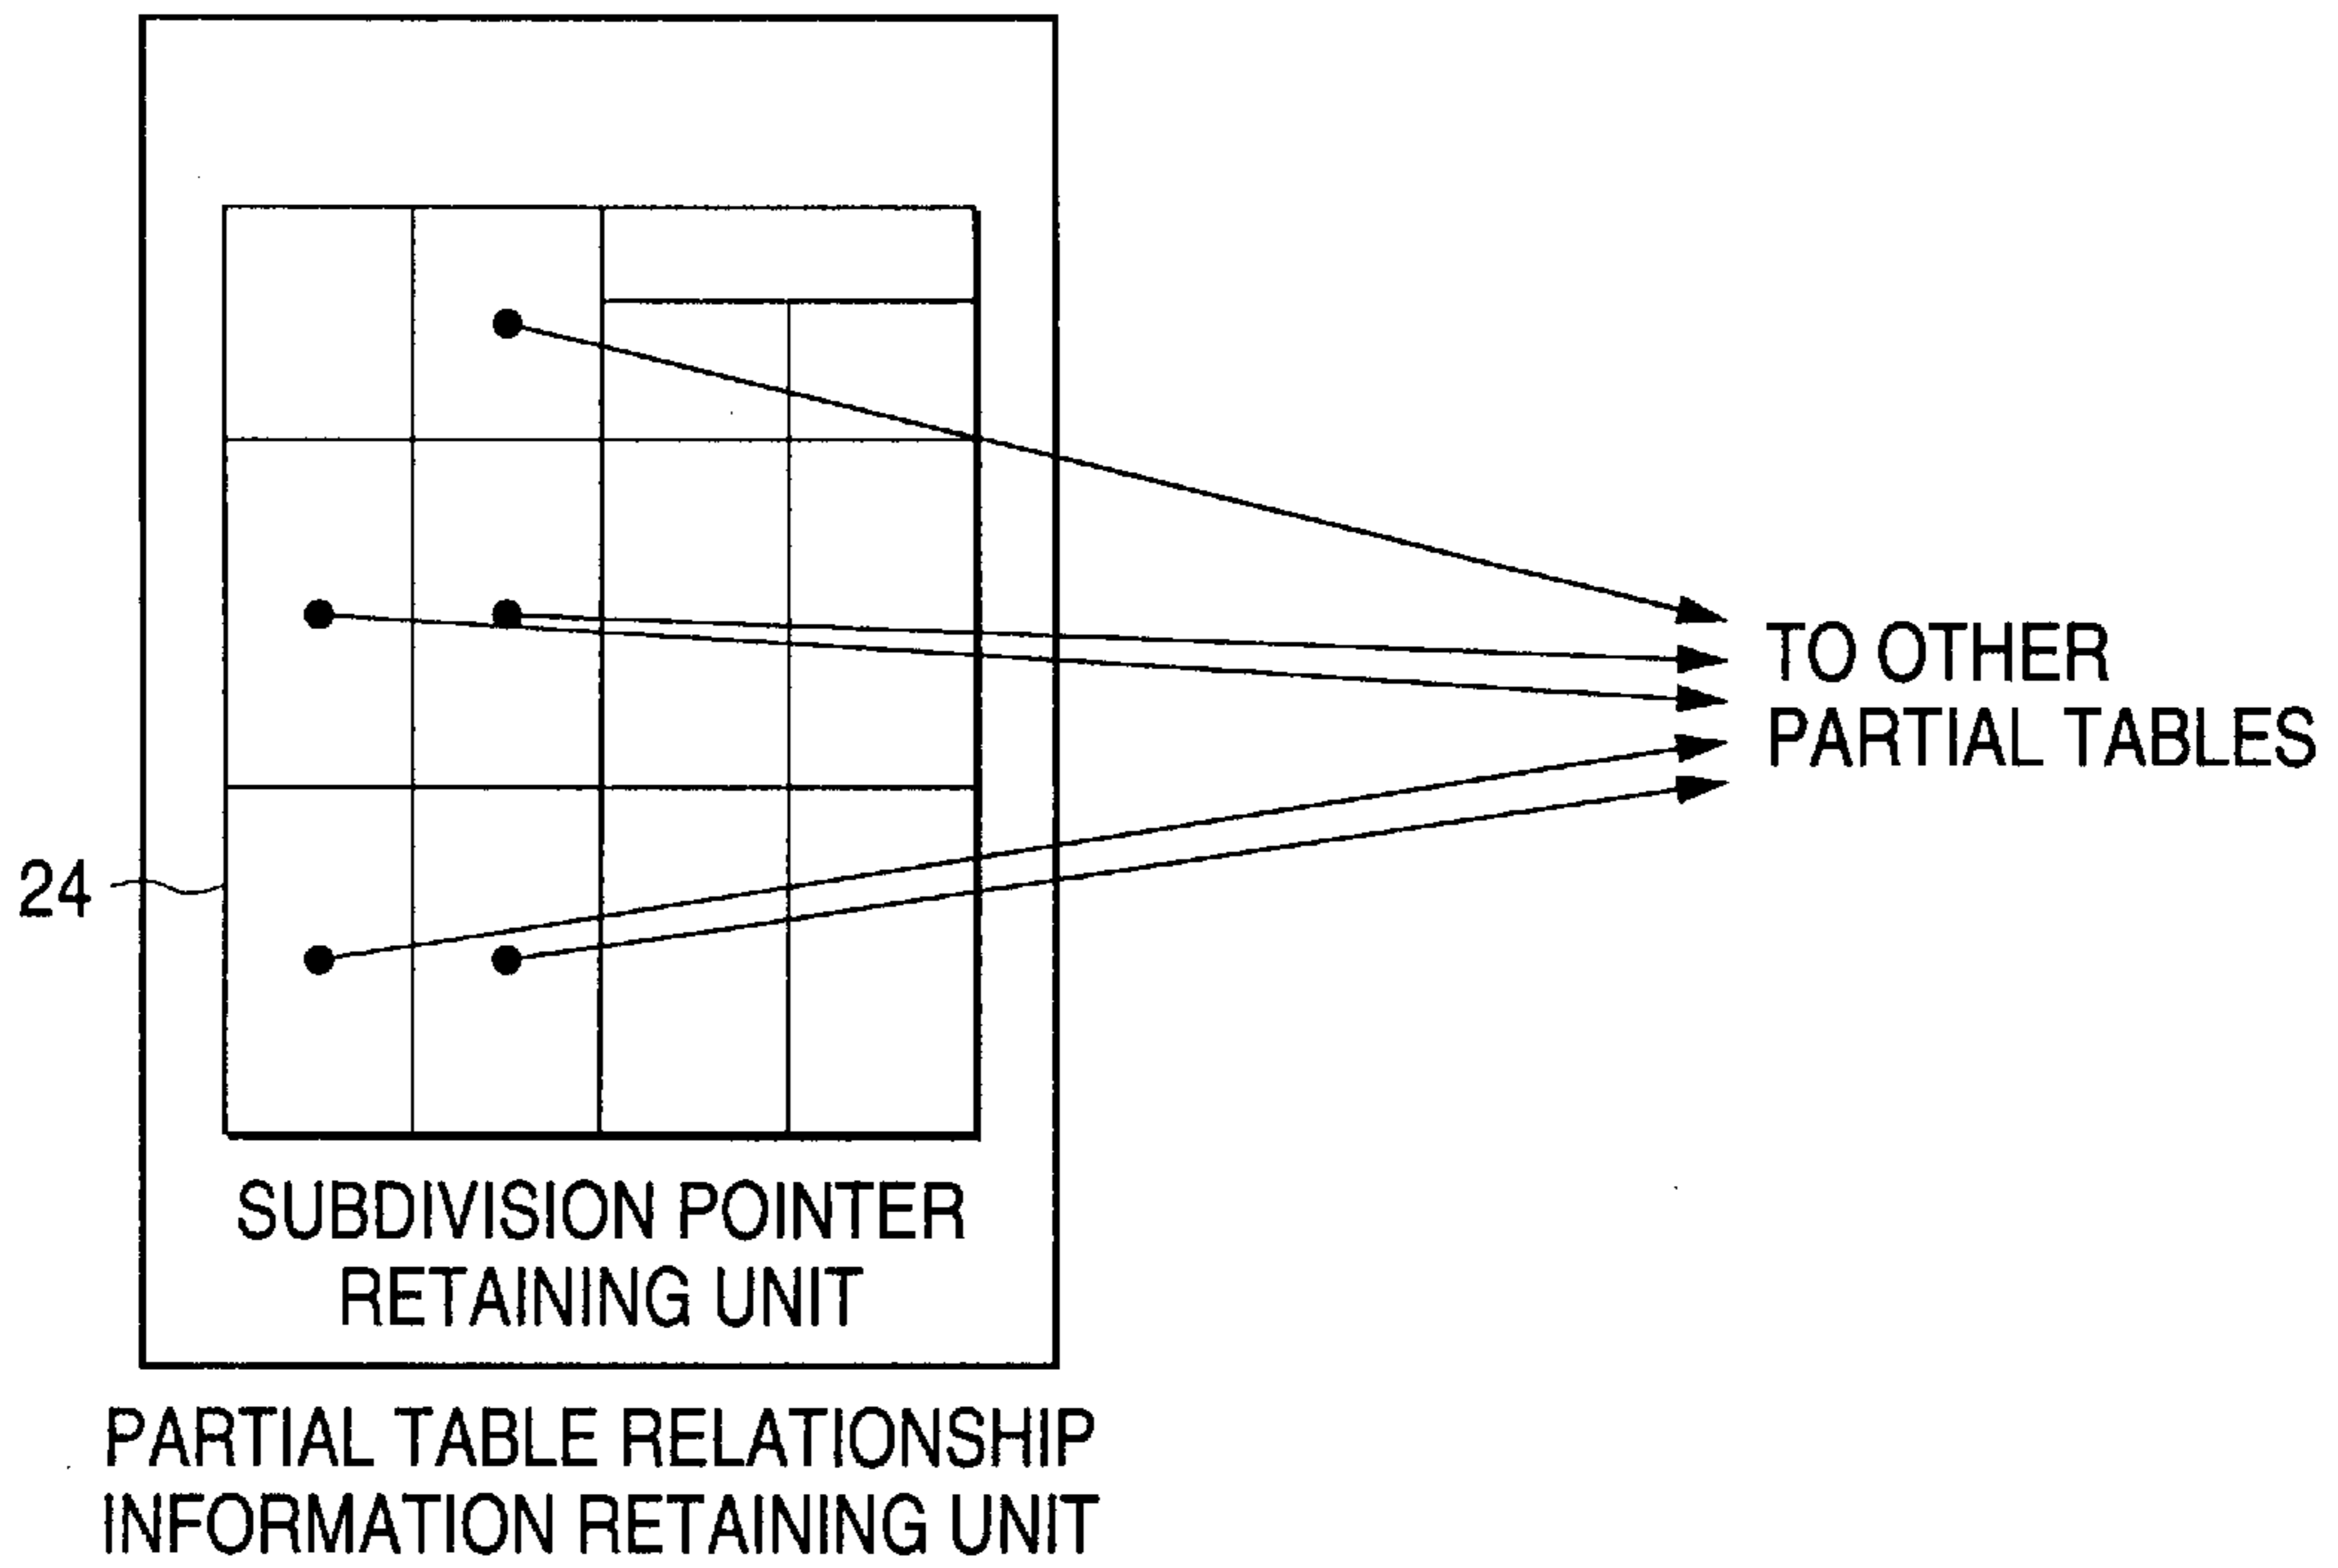 TO OTHER
PARTIAL TABLES
24
SUBDIVISION POINTER
RETAINING UNIT
PARTIAL TABLE RELATIONSHIP
INFORMATION RETAINING UNIT